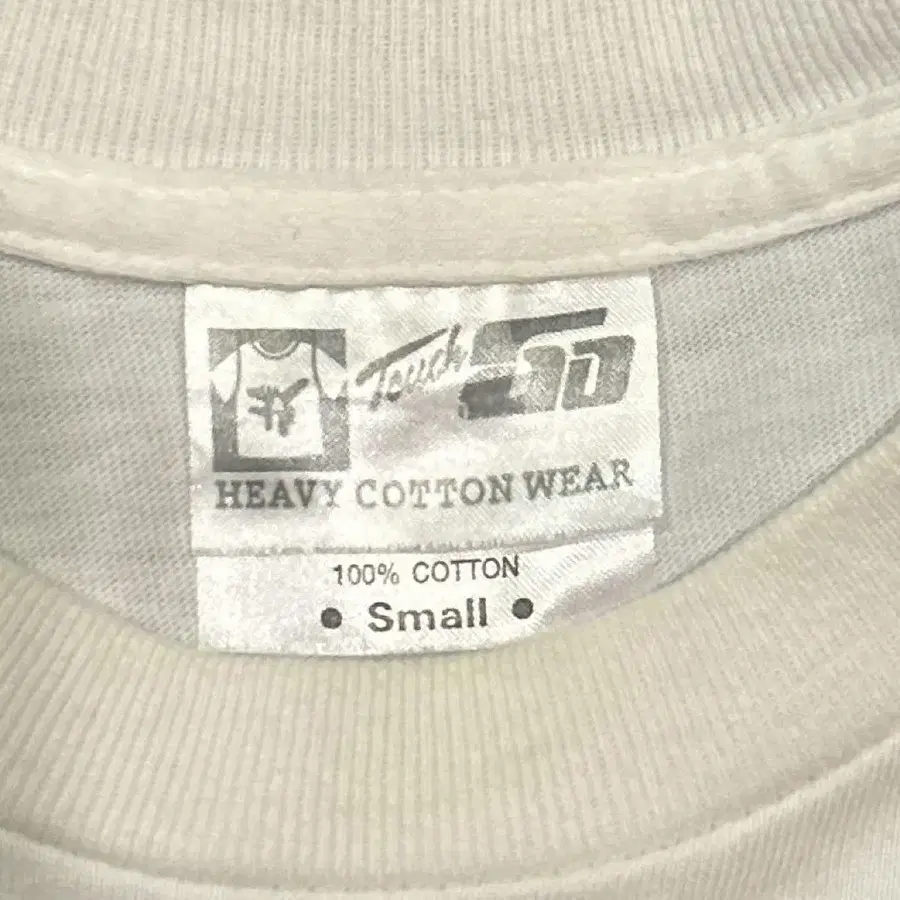 Touch
HEAVY COTTON WEAR
100% COTTON
• Small •